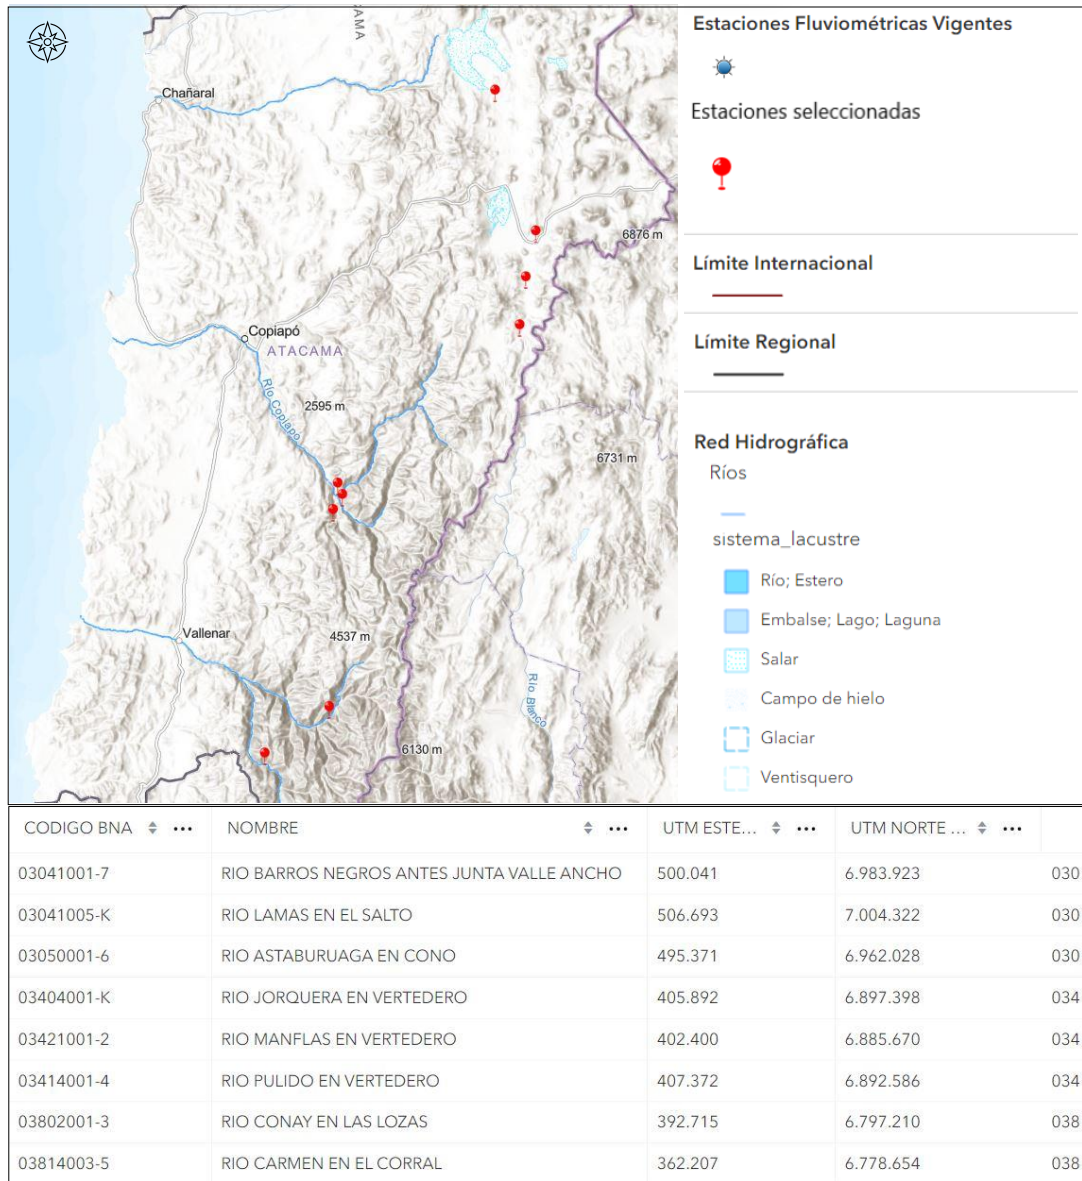 AMA
Chañaral
6876 m
Copiapó
ATACAMA
Río Copiapo
2595 m
6731 m
Vallenar
4537 m
Río Blanco
6130 m
Estaciones Fluviométricas Vigentes
Estaciones seleccionadas
Límite Internacional
Límite Regional
Red Hidrográfica
Ríos
sistema_lacustre
Río; Estero
Embalse; Lago; Laguna
Salar
Campo de hielo
Glaciar
Ventisquero
CODIGO BNA ... NOMBRE ... UTM ESTE... ... UTM NORTE ... ...
03041001-7 RIO BARROS NEGROS ANTES JUNTA VALLE ANCHO 500.041 6.983.923 030
03041005-K RIO LAMAS EN EL SALTO 506.693 7.004.322 030
03050001-6 RIO ASTABURUAGA EN CONO 495.371 6.962.028 030
03404001-K RIO JORQUERA EN VERTEDERO 405.892 6.897.398 034
03421001-2 RIO MANFLAS EN VERTEDERO 402.400 6.885.670 034
03414001-4 RIO PULIDO EN VERTEDERO 407.372 6.892.586 034
03802001-3 RIO CONAY EN LAS LOZAS 392.715 6.797.210 038
03814003-5 RIO CARMEN EN EL CORRAL 362.207 6.778.654 038